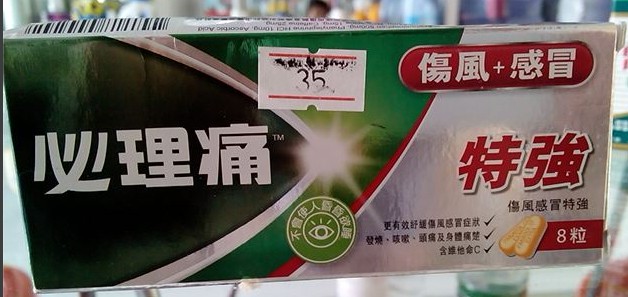 傷風+感冒
35
必理痛™
特強
傷風感冒特強
不會使人昏昏欲睡
更有效紓緩傷風感冒症狀
發燒、咳嗽、頭痛及身體痛楚
含維他命C
8粒